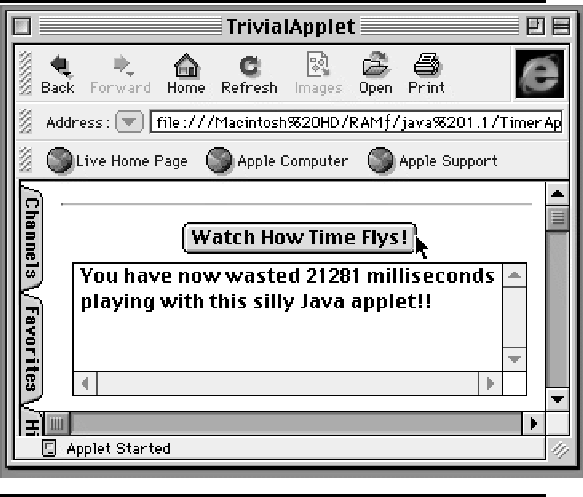 TrivialApplet
Back Forward Home Refresh Images Open Print
Address: file:///Macintosh%20HD/RAMƒ/java%201.1/TimerAp
Live Home Page Apple Computer Apple Support
Channels
Favorites
Hi
Watch How Time Flys!
You have now wasted 21281 milliseconds
playing with this silly Java applet!!
Applet Started